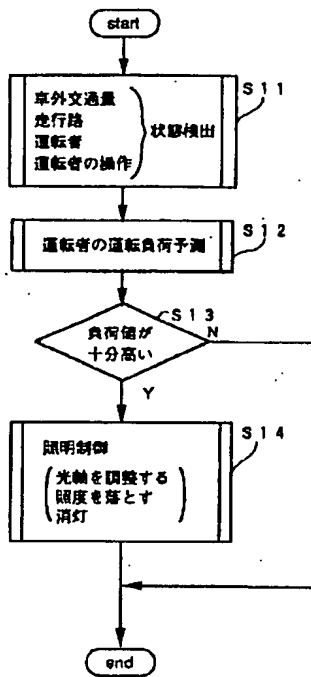 start
S11
車外交通量
走行路
運転者
運転者の操作
状態検出
S12
運転者の運転負荷予測
S13
負荷値が
十分高い
N
Y
S14
照明制御
光軸を調整する
照度を落とす
消灯
end